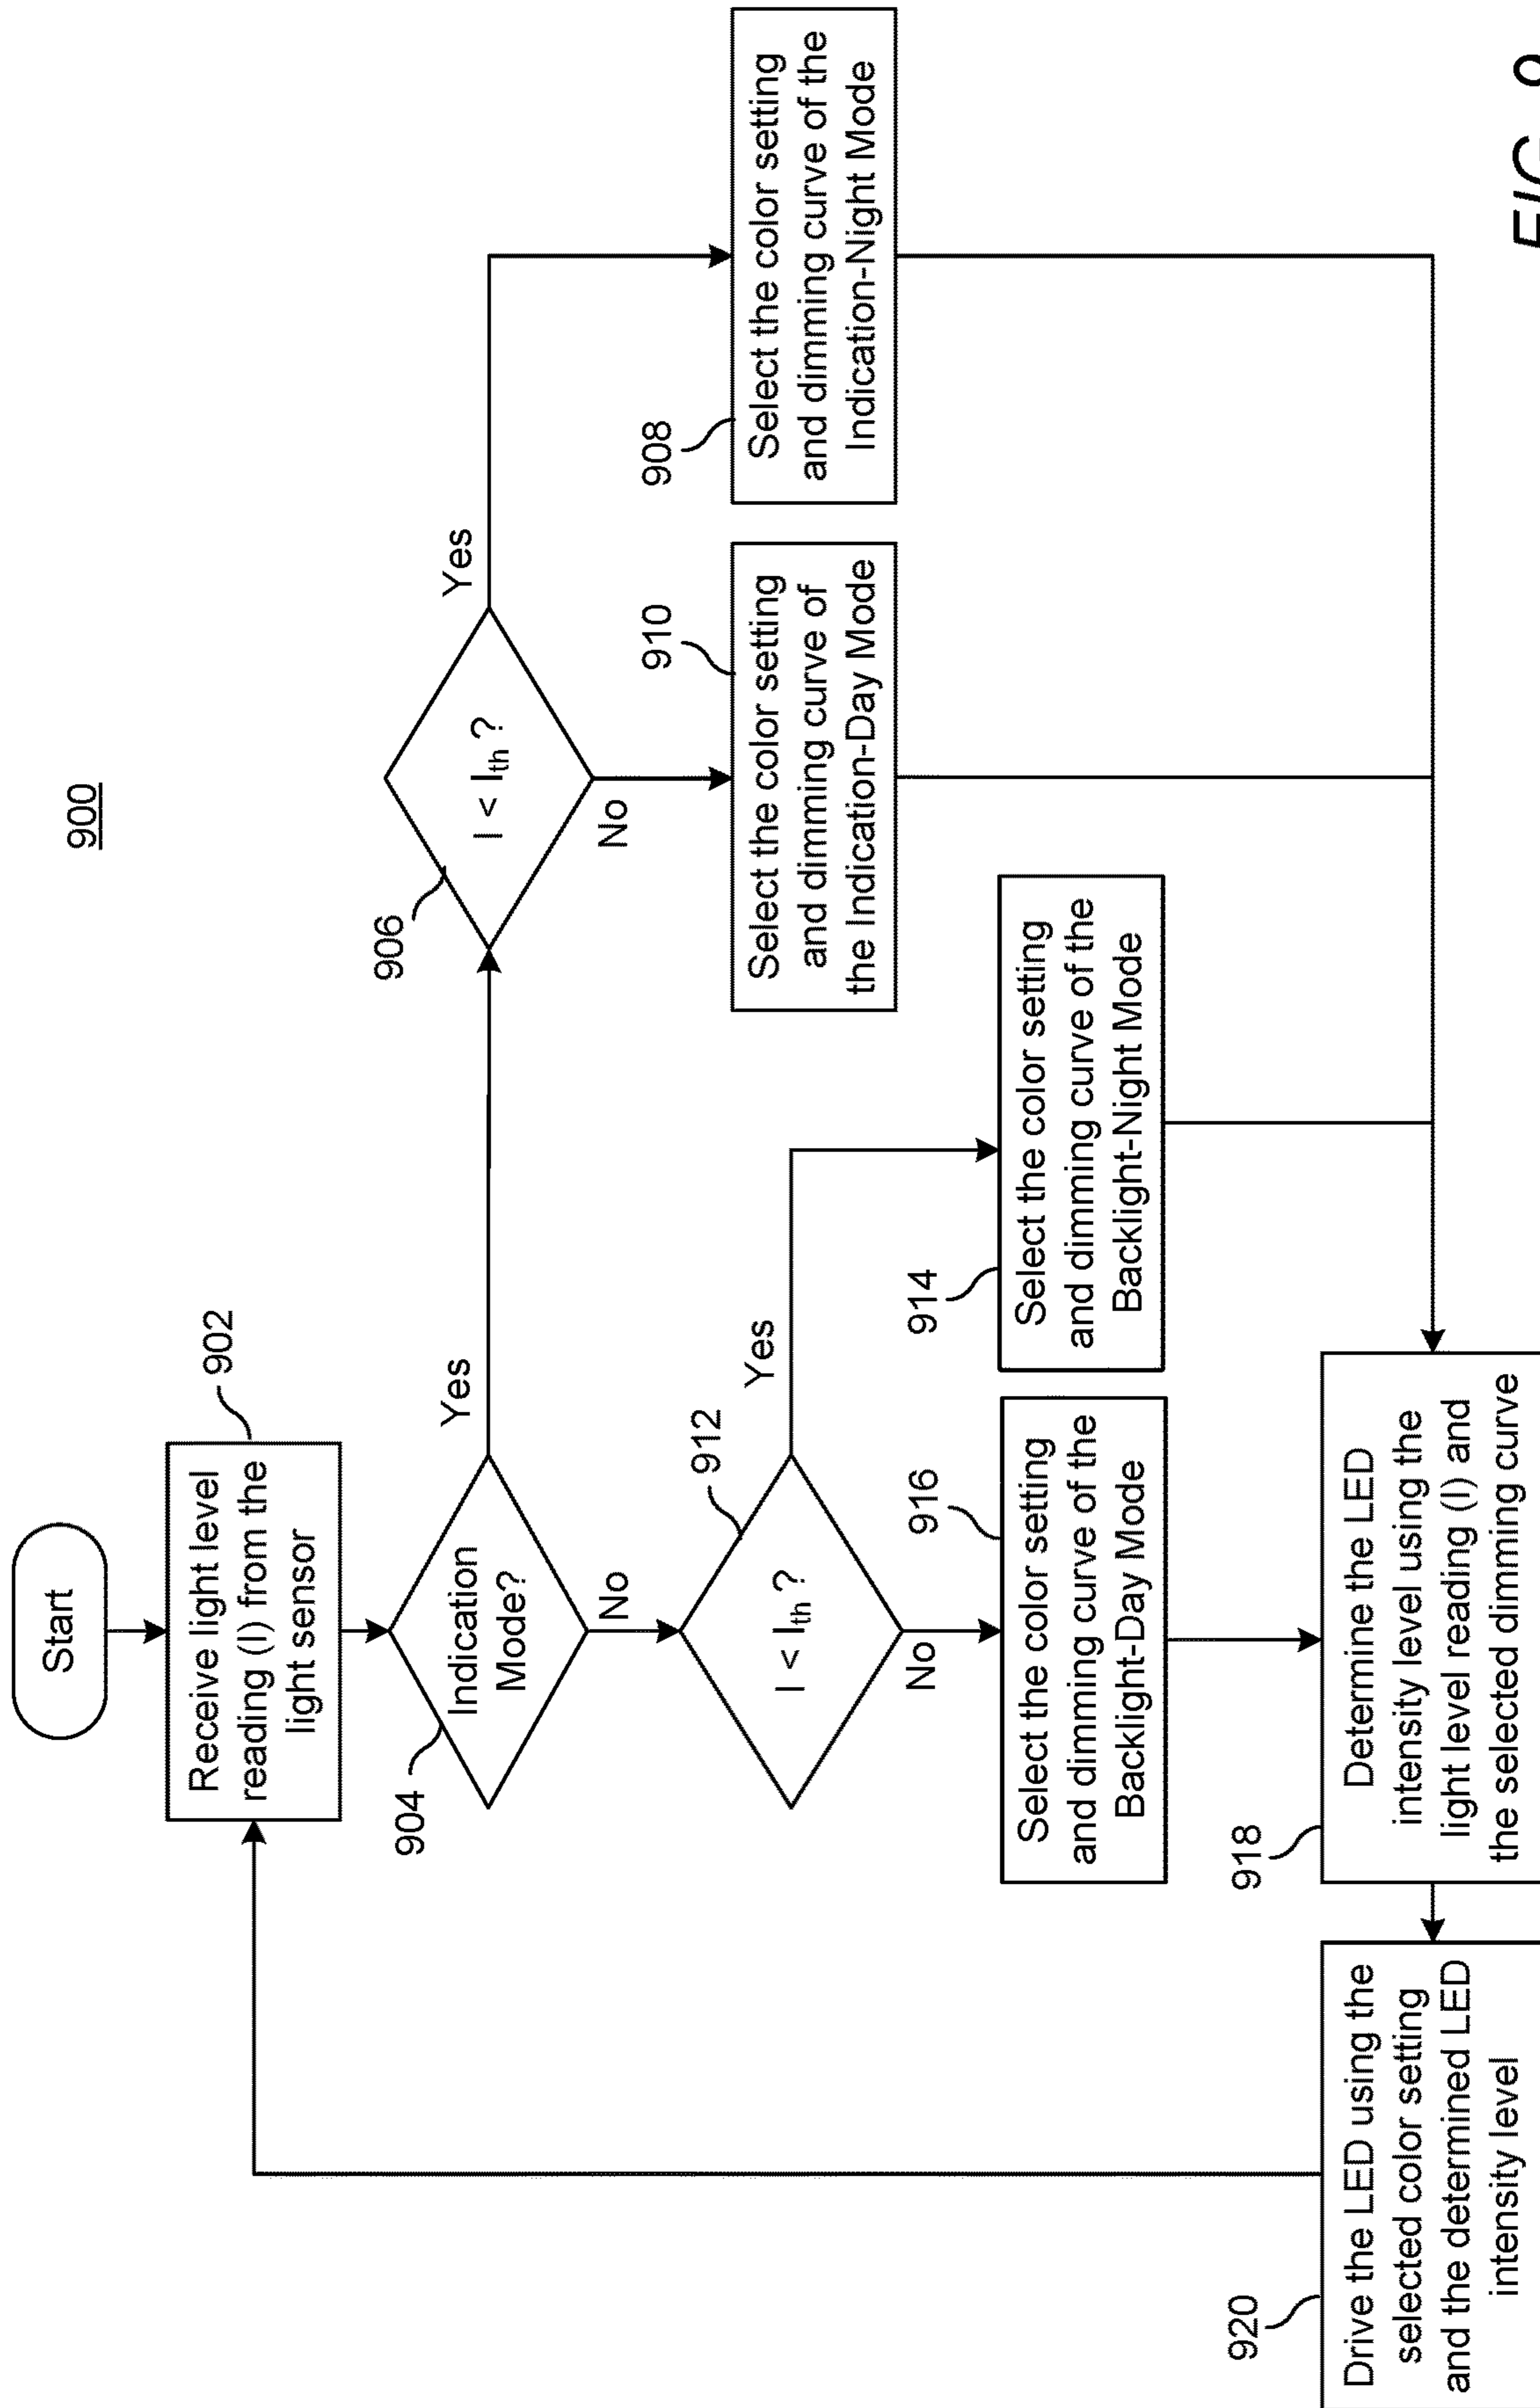 900
Start
902
Receive light level
reading (I) from the
light sensor
904
Indication
Mode?
Yes
No
906
I < Ith ?
Yes
No
908
Select the color setting
and dimming curve of the
Indication-Night Mode
910
Select the color setting
and dimming curve of
the Indication-Day Mode
912
I < Ith ?
Yes
No
914
Select the color setting
and dimming curve of the
Backlight-Night Mode
916
Select the color setting
and dimming curve of the
Backlight-Day Mode
918
Determine the LED
intensity level using the
light level reading (I) and
the selected dimming curve
920
Drive the LED using the
selected color setting
and the determined LED
intensity level
FIG. 9